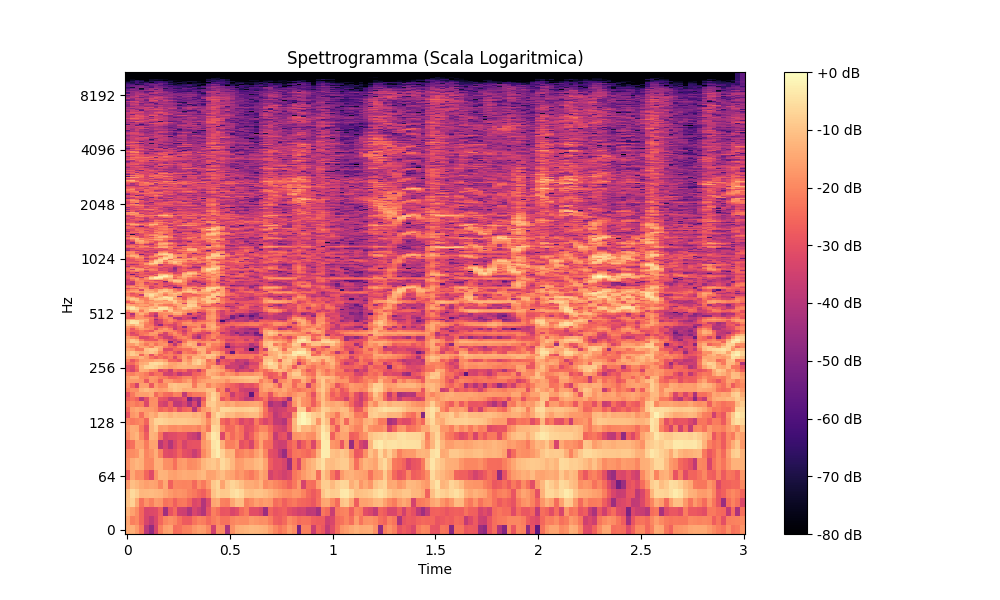 Spettrogramma (Scala Logaritmica)
Hz
8192
4096
2048
1024
512
256
128
64
0
0 0.5 1 1.5 2 2.5 3
Time
+0 dB
-10 dB
-20 dB
-30 dB
-40 dB
-50 dB
-60 dB
-70 dB
-80 dB